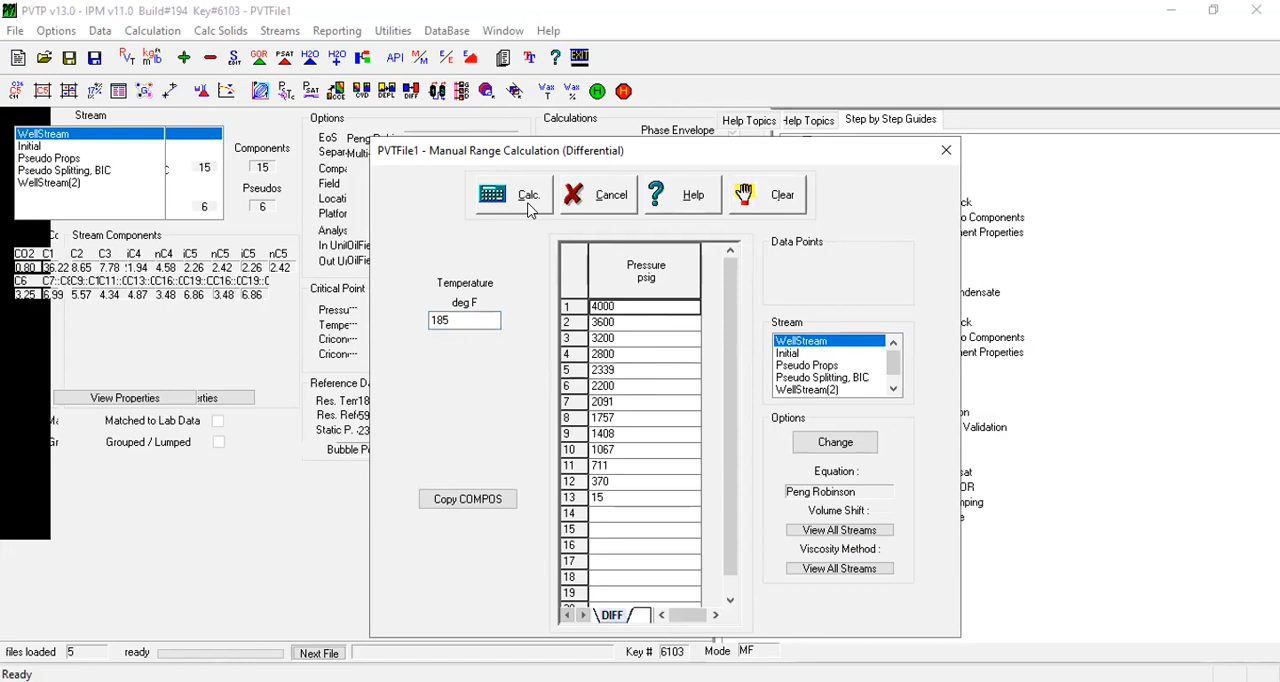 PVTP v13.0 - IPM v11.0 Build#194 Key#6103 - PVTFile1
File Options Data Calculation Calc Solids Streams Reporting Utilities DataBase Window Help
Stream
WellStream
Initial
Pseudo Props
Pseudo Splitting, BIC
WellStream(2)
15
6
Components
15
Pseudos
6
Stream Components
CO2 C1 C2 C3 iC4 nC4 iC5 nC5 iC5 nC5
0.80 36.22 8.65 7.78 1.94 4.58 2.26 2.42 2.26 2.42
3.25 6.99 5.57 4.34 4.87 3.48 6.86 3.48 6.86
View Properties
Matched to Lab Data
Grouped / Lumped
Options
EoS
Critical Point
Calculations
Phase Envelope
Help Topics Help Topics Step by Step Guides
PVTFile1 - Manual Range Calculation (Differential)
Calc. Cancel Help Clear
Temperature
deg F
185
Copy COMPOS
Pressure
psig
1 4000
2 3600
3 3200
4 2800
5 2339
6 2200
7 2091
8 1757
9 1408
10 1067
11 711
12 370
13 15
14
15
16
17
18
19
DIFF
Data Points
Stream
WellStream
Initial
Pseudo Props
Pseudo Splitting, BIC
WellStream(2)
Options
Change
Equation :
Peng Robinson
Volume Shift :
View All Streams
Viscosity Method :
View All Streams
o Components
ent Properties
o Components
ent Properties
Validation
files loaded 5 ready Next File Key # 6103 Mode MF
Ready